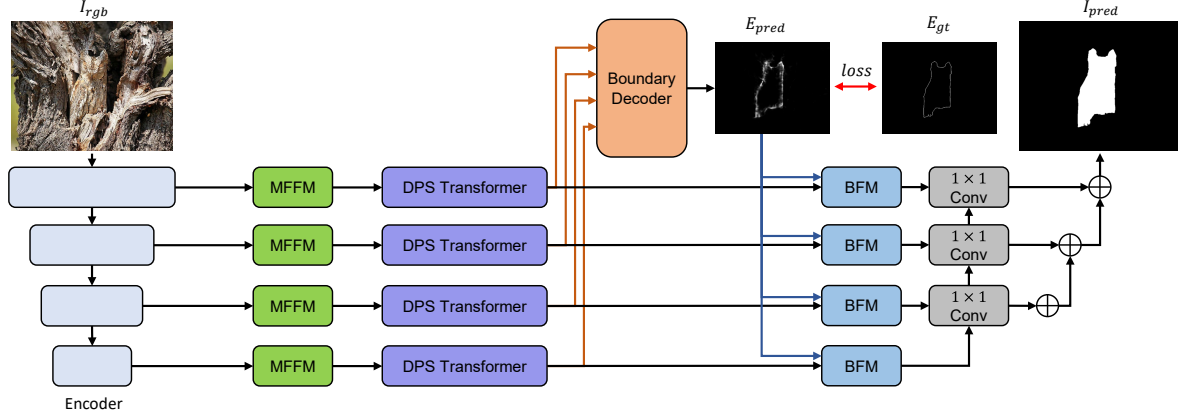 I_rgb
E_pred
E_gt
I_pred
Boundary
Decoder
loss
MFFM
DPS Transformer
BFM
1 × 1
Conv
MFFM
DPS Transformer
BFM
1 × 1
Conv
MFFM
DPS Transformer
BFM
1 × 1
Conv
MFFM
DPS Transformer
BFM
Encoder